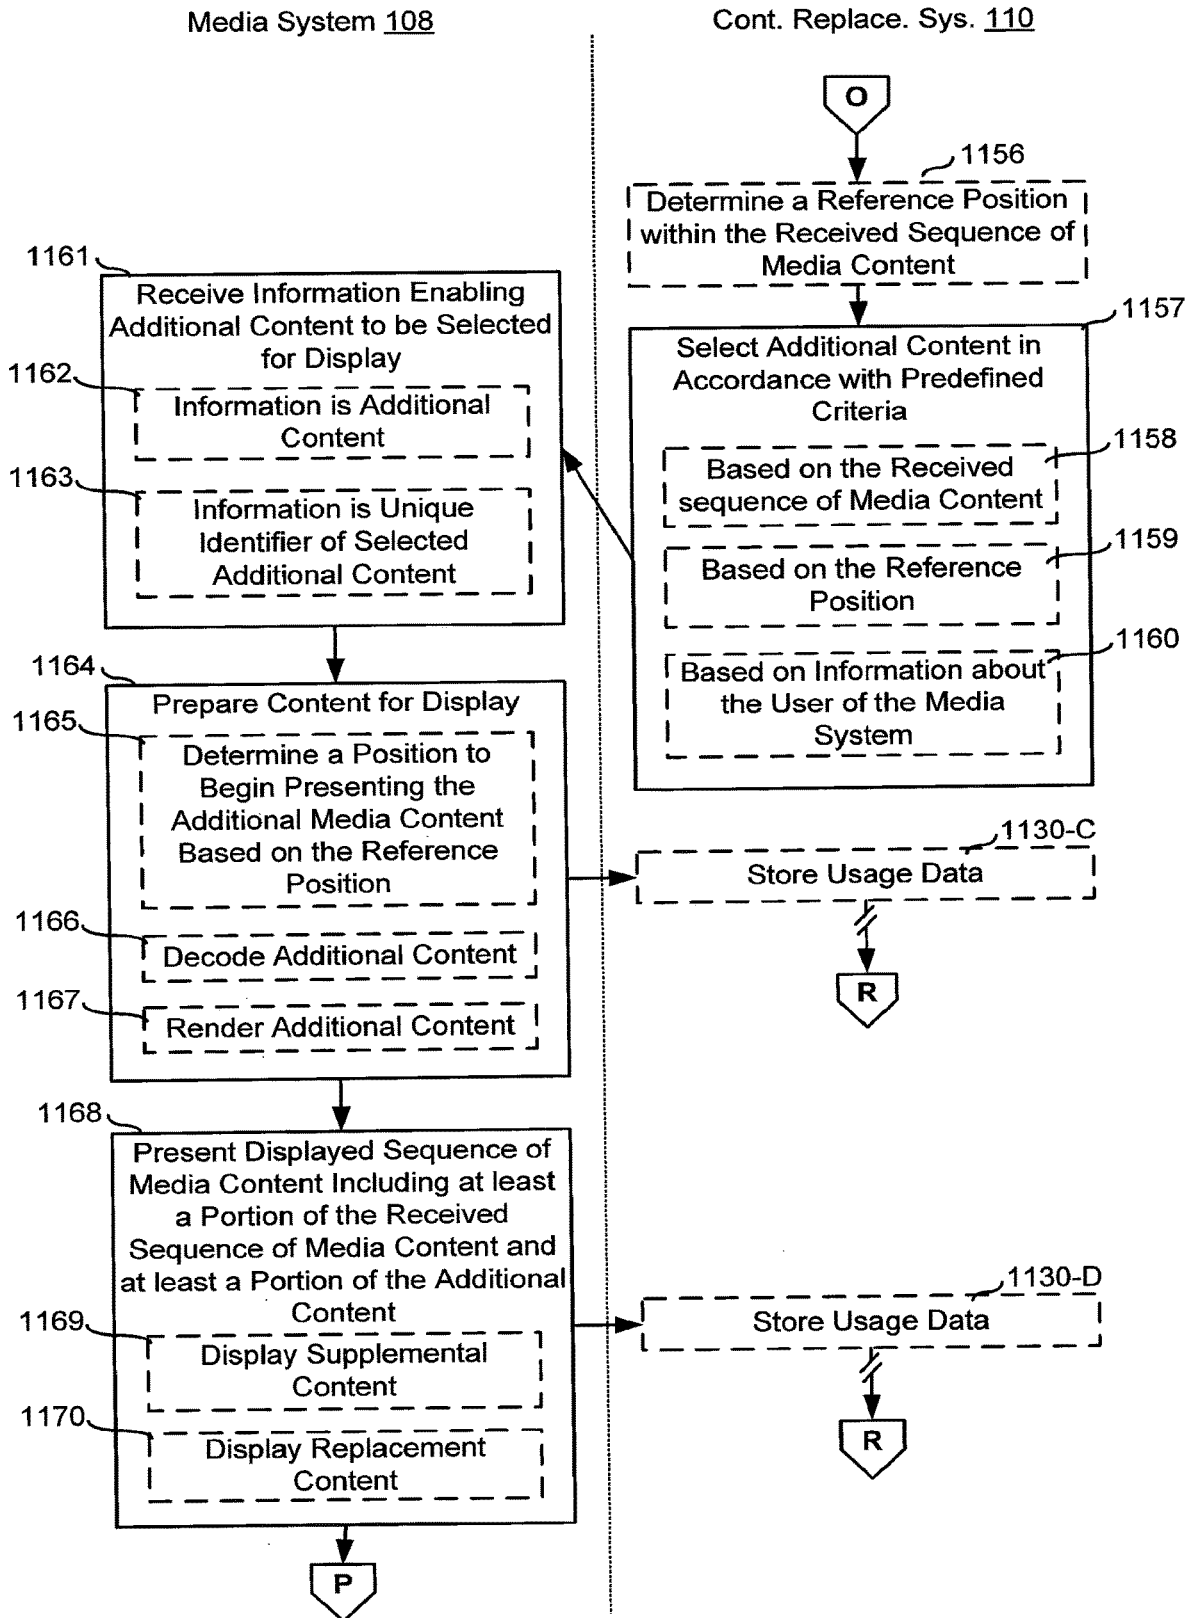 Media System 108
Cont. Replace. Sys. 110
O
1156
Determine a Reference Position
within the Received Sequence of
Media Content
1157
Select Additional Content in
Accordance with Predefined
Criteria
1158
Based on the Received
sequence of Media Content
1159
Based on the Reference
Position
1160
Based on Information about
the User of the Media
System
1161
Receive Information Enabling
Additional Content to be Selected
for Display
1162
Information is Additional
Content
1163
Information is Unique
Identifier of Selected
Additional Content
1164
Prepare Content for Display
1165
Determine a Position to
Begin Presenting the
Additional Media Content
Based on the Reference
Position
1166
Decode Additional Content
1167
Render Additional Content
1130-C
Store Usage Data
R
1168
Present Displayed Sequence of
Media Content Including at least
a Portion of the Received
Sequence of Media Content and
at least a Portion of the Additional
Content
1169
Display Supplemental
Content
1170
Display Replacement
Content
1130-D
Store Usage Data
R
P